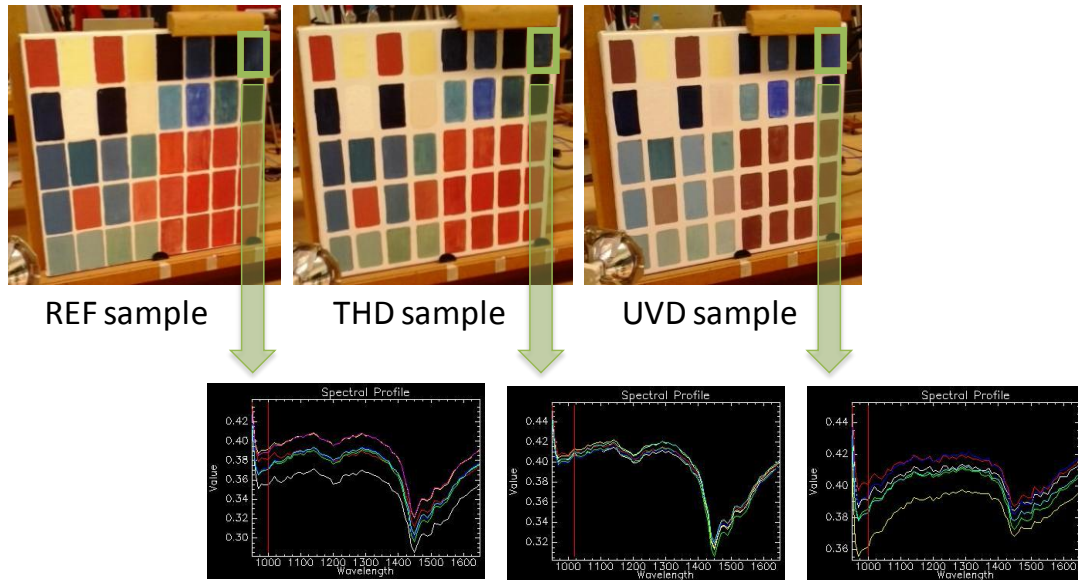 REF sample
THD sample
UVD sample
Spectral Profile
0.42
0.40
0.38
0.36
0.34
0.32
0.30
Value
1000 1100 1200 1300 1400 1500 1600
Wavelength
Spectral Profile
0.44
0.42
0.40
0.38
0.36
0.34
0.32
Value
1000 1100 1200 1300 1400 1500 1600
Wavelength
Spectral Profile
0.44
0.42
0.40
0.38
0.36
Value
1000 1100 1200 1300 1400 1500 1600
Wavelength